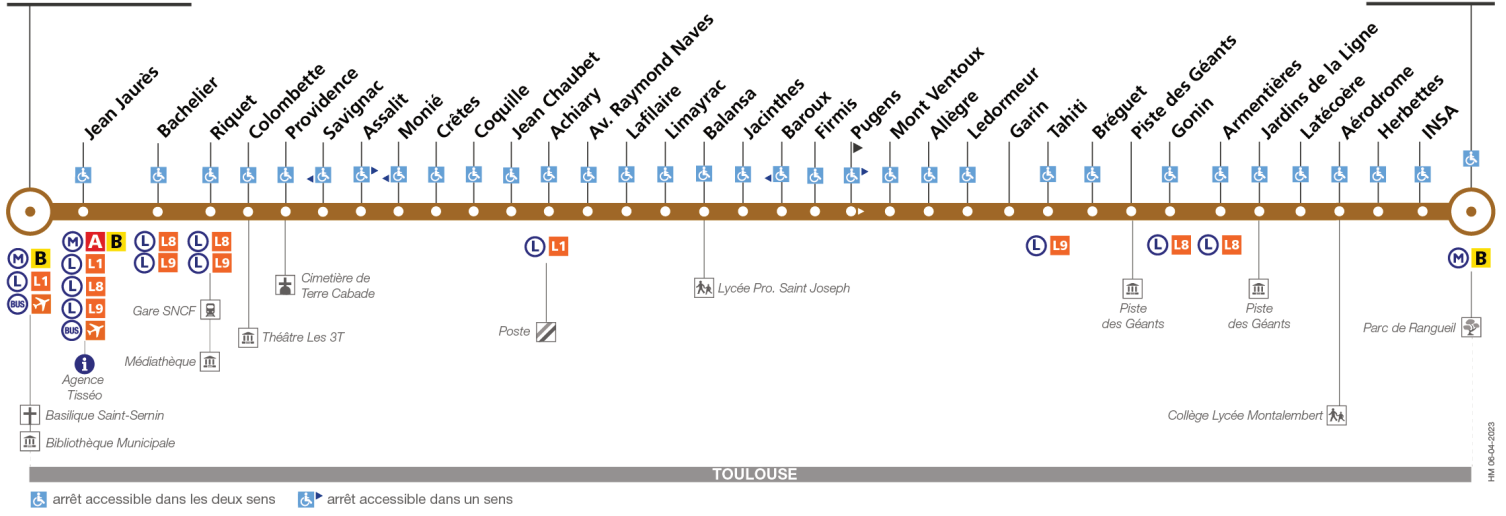 Jean Jaurès
Bachelier
Riquet
Colombette
Providence
Savignac
Assalit
Monié
Crêtes
Coquille
Jean Chaubet
Achiary
Av. Raymond Naves
Lafilaire
Limayrac
Balansa
Jacinthes
Baroux
Firmis
Pugens
Mont Ventoux
Allègre
Ledormeur
Garin
Tahiti
Bréguet
Piste des Géants
Gonin
Armentières
Jardins de la Ligne
Latécoère
Aérodrome
Herbettes
INSA
M B
L L1
BUS
M A B
L L1
L L8
L L9
BUS
i
Agence
Tisséo
L L8
L L9
L L8
L L9
L L1
L L9
L L8
L L8
M B
Gare SNCF
Médiathèque
Théâtre Les 3T
Cimetière de
Terre Cabade
Poste
Lycée Pro. Saint Joseph
Piste
des Géants
Piste
des Géants
Parc de Rangueil
Collège Lycée Montalembert
Basilique Saint-Sernin
Bibliothèque Municipale
TOULOUSE
arrêt accessible dans les deux sens
arrêt accessible dans un sens
HM 06-04-2023